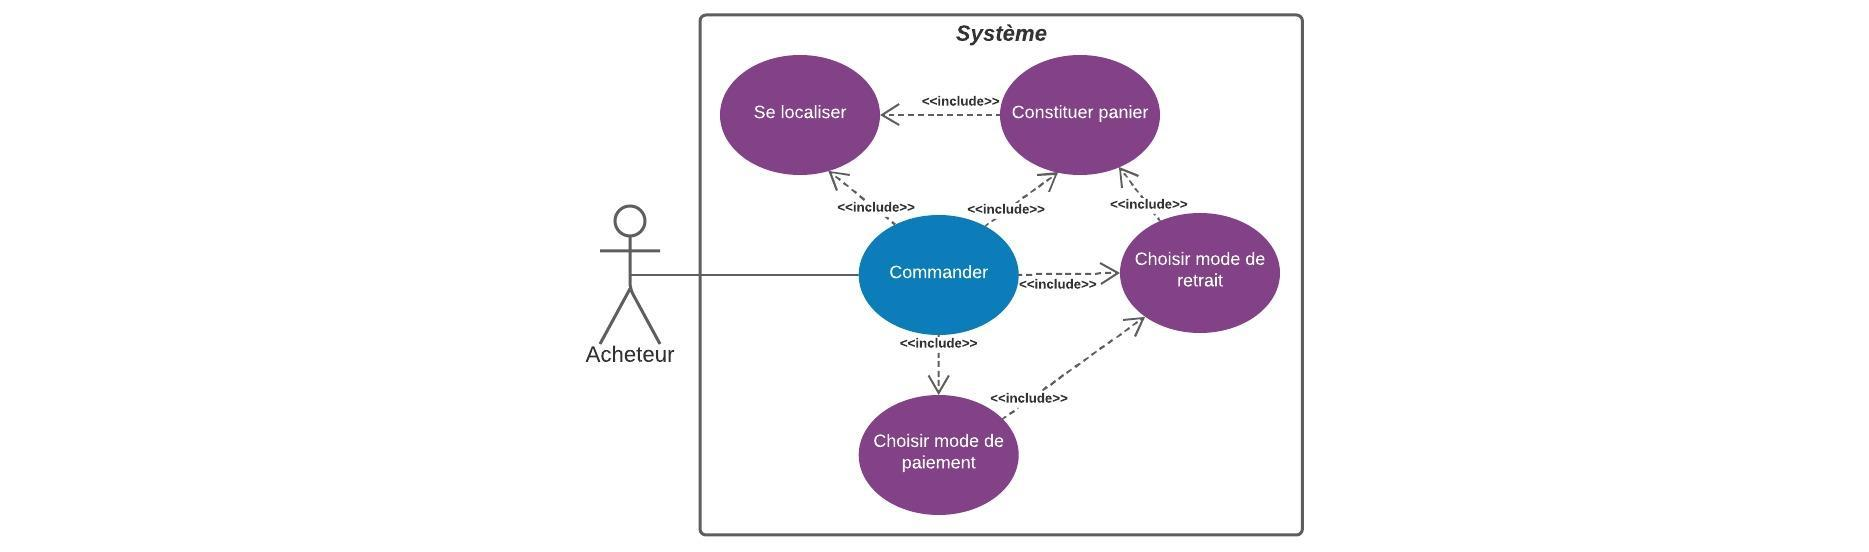 Système
<<include>>
Se localiser
Constituer panier
<<include>>
<<include>>
<<include>>
Commander
Choisir mode de
retrait
<<include>>
<<include>>
Acheteur
<<include>>
Choisir mode de
paiement